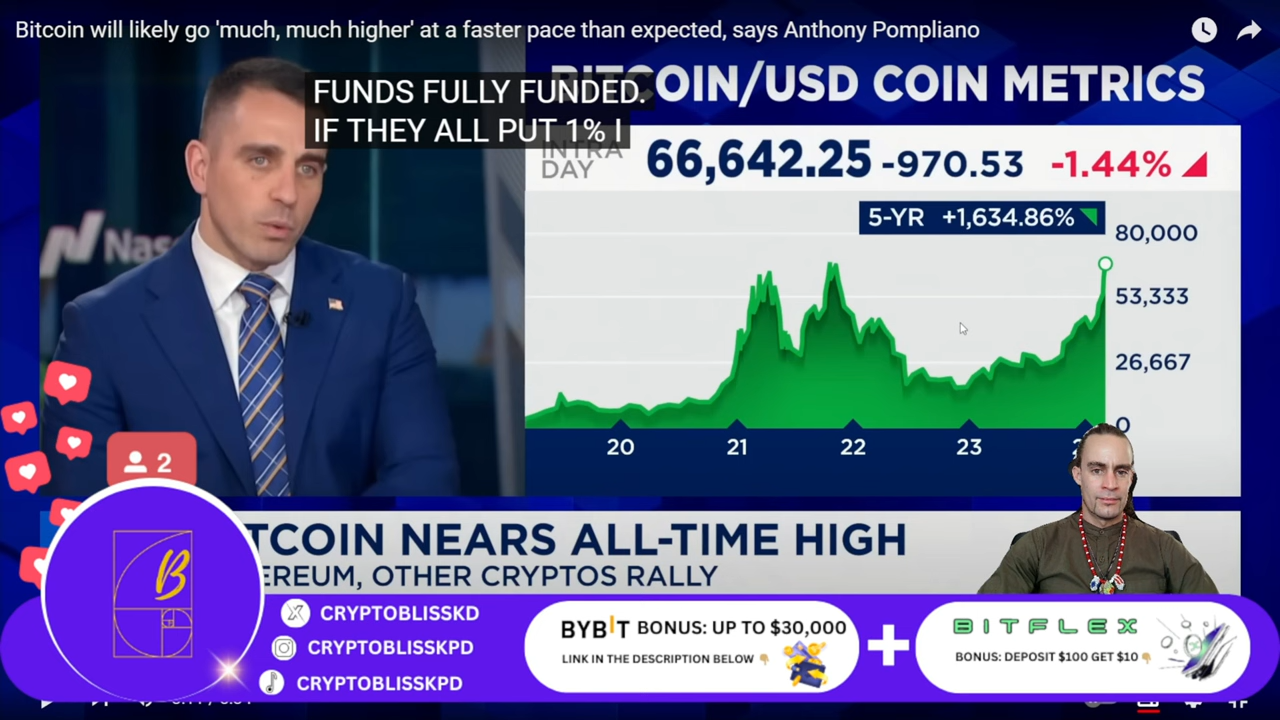 Bitcoin will likely go 'much, much higher' at a faster pace than expected, says Anthony Pompliano
FUNDS FULLY FUNDED.
IF THEY ALL PUT 1% I
BITCOIN/USD COIN METRICS
INTRA
DAY
66,642.25 -970.53 -1.44%
5-YR +1,634.86%
80,000
53,333
26,667
0
20 21 22 23
Nas
2
B
TCOIN NEARS ALL-TIME HIGH
EREUM, OTHER CRYPTOS RALLY
CRYPTOBLISSKD
CRYPTOBLISSKPD
CRYPTOBLISSKPD
BYBIT BONUS: UP TO $30,000
LINK IN THE DESCRIPTION BELOW
+
BITFLEX
BONUS: DEPOSIT $100 GET $10